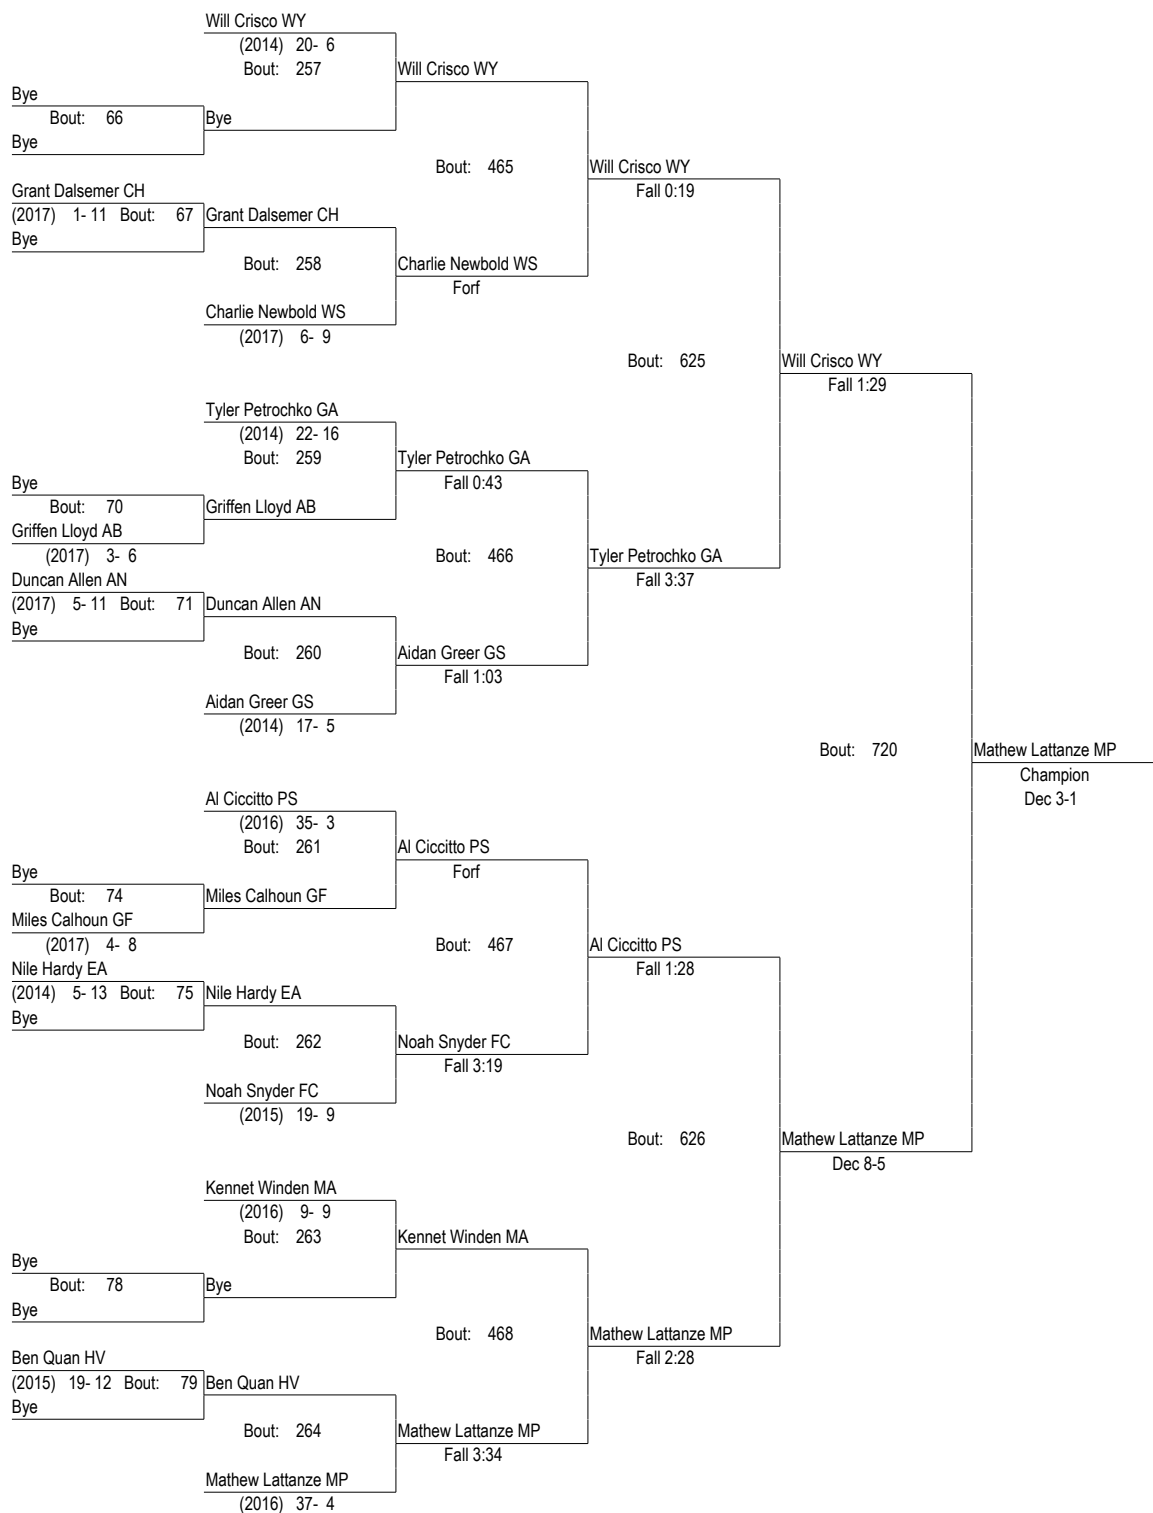 Will Crisco WY
(2014) 20- 6
Bout: 257
Will Crisco WY
Bye
Bout: 66
Bye
Bye
Bout: 465
Will Crisco WY
Fall 0:19
Grant Dalsemer CH
(2017) 1- 11 Bout: 67
Grant Dalsemer CH
Bye
Bout: 258
Charlie Newbold WS
Forf
Charlie Newbold WS
(2017) 6- 9
Bout: 625
Will Crisco WY
Fall 1:29
Tyler Petrochko GA
(2014) 22- 16
Bout: 259
Tyler Petrochko GA
Fall 0:43
Bye
Bout: 70
Griffen Lloyd AB
Griffen Lloyd AB
(2017) 3- 6
Bout: 466
Tyler Petrochko GA
Fall 3:37
Duncan Allen AN
(2017) 5- 11 Bout: 71
Duncan Allen AN
Bye
Bout: 260
Aidan Greer GS
Fall 1:03
Aidan Greer GS
(2014) 17- 5
Bout: 720
Mathew Lattanze MP
Champion
Dec 3-1
Al Ciccitto PS
(2016) 35- 3
Bout: 261
Al Ciccitto PS
Forf
Bye
Bout: 74
Miles Calhoun GF
Miles Calhoun GF
(2017) 4- 8
Bout: 467
Al Ciccitto PS
Fall 1:28
Nile Hardy EA
(2014) 5- 13 Bout: 75
Nile Hardy EA
Bye
Bout: 262
Noah Snyder FC
Fall 3:19
Noah Snyder FC
(2015) 19- 9
Bout: 626
Mathew Lattanze MP
Dec 8-5
Kennet Winden MA
(2016) 9- 9
Bout: 263
Kennet Winden MA
Bye
Bout: 78
Bye
Bye
Bout: 468
Mathew Lattanze MP
Fall 2:28
Ben Quan HV
(2015) 19- 12 Bout: 79
Ben Quan HV
Bye
Bout: 264
Mathew Lattanze MP
Fall 3:34
Mathew Lattanze MP
(2016) 37- 4